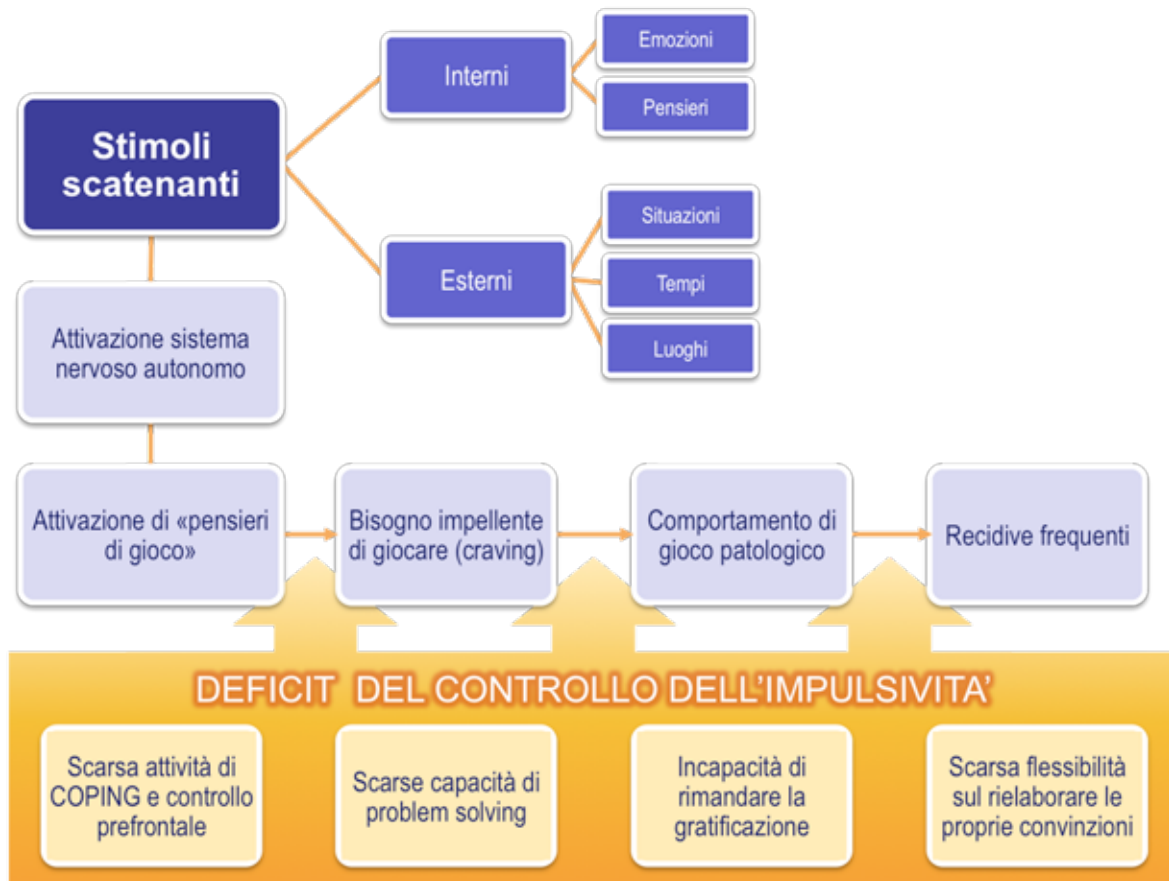 Stimoli
scatenanti
Interni
Emozioni
Pensieri
Esterni
Situazioni
Tempi
Luoghi
Attivazione sistema
nervoso autonomo
Attivazione di «pensieri
di gioco»
Bisogno impellente
di giocare (craving)
Comportamento di
gioco patologico
Recidive frequenti
DEFICIT DEL CONTROLLO DELL'IMPULSIVITA'
Scarsa attività di
COPING e controllo
prefrontale
Scarse capacità di
problem solving
Incapacità di
rimandare la
gratificazione
Scarsa flessibilità
sul rielaborare le
proprie convinzioni